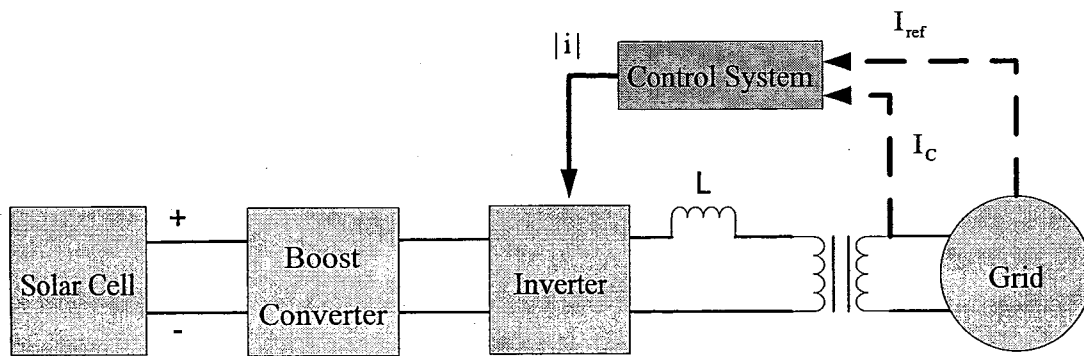 I_ref
|i|
Control System
I_C
L
+
Solar Cell
-
Boost
Converter
Inverter
Grid